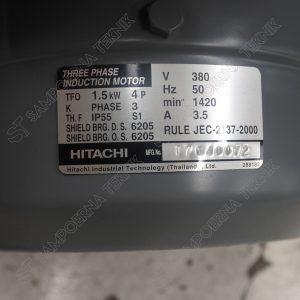 THREE PHASE INDUCTION MOTOR
V 380
Hz 50
TFO 1.5 kW 4 P
min⁻¹ 1420
K PHASE 3
A 3.5
TH. F IP55 S1
SHIELD BRG. D. S. 6205
SHIELD BRG. O. S. 6205
RULE JEC-2137-2000
HITACHI MFG. No.
Hitachi Industrial Technology (Thailand), Ltd.
ST SAMPOERNA TEKNIK